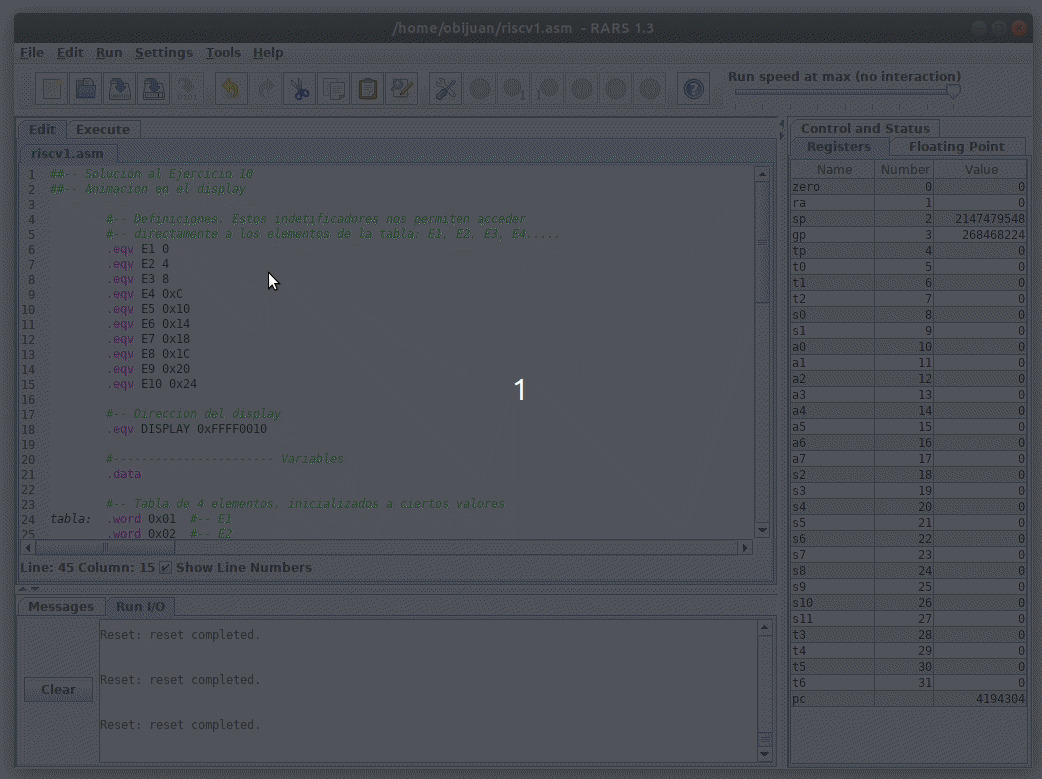 /home/obijuan/riscv1.asm - RARS 1.3
File Edit Run Settings Tools Help
Run speed at max (no interaction)
Edit Execute
riscv1.asm
1 ##-- Solucion al Ejercicio 10
2 ##-- Animacion en el display
3
4 #-- Definiciones. Estos indetificadores nos permiten acceder
5 #-- directamente a los elementos de la tabla: E1, E2, E3, E4.....
6 .eqv E1 0
7 .eqv E2 4
8 .eqv E3 8
9 .eqv E4 0xC
10 .eqv E5 0x10
11 .eqv E6 0x14
12 .eqv E7 0x18
13 .eqv E8 0x1C
14 .eqv E9 0x20
15 .eqv E10 0x24
16
17 #-- Direccion del display
18 .eqv DISPLAY 0xFFFF0010
19
20 #----------------------- Variables
21 .data
22
23 #-- Tabla de 4 elementos, inicializados a ciertos valores
24 tabla: .word 0x01 #-- E1
25 .word 0x02 #-- E2
Line: 45 Column: 15 Show Line Numbers
1
Messages Run I/O
Clear
Reset: reset completed.
Reset: reset completed.
Reset: reset completed.
Control and Status
Registers Floating Point
Name Number Value
zero 0 0
ra 1 0
sp 2 2147479548
gp 3 268468224
tp 4 0
t0 5 0
t1 6 0
t2 7 0
s0 8 0
s1 9 0
a0 10 0
a1 11 0
a2 12 0
a3 13 0
a4 14 0
a5 15 0
a6 16 0
a7 17 0
s2 18 0
s3 19 0
s4 20 0
s5 21 0
s6 22 0
s7 23 0
s8 24 0
s9 25 0
s10 26 0
s11 27 0
t3 28 0
t4 29 0
t5 30 0
t6 31 0
pc 4194304